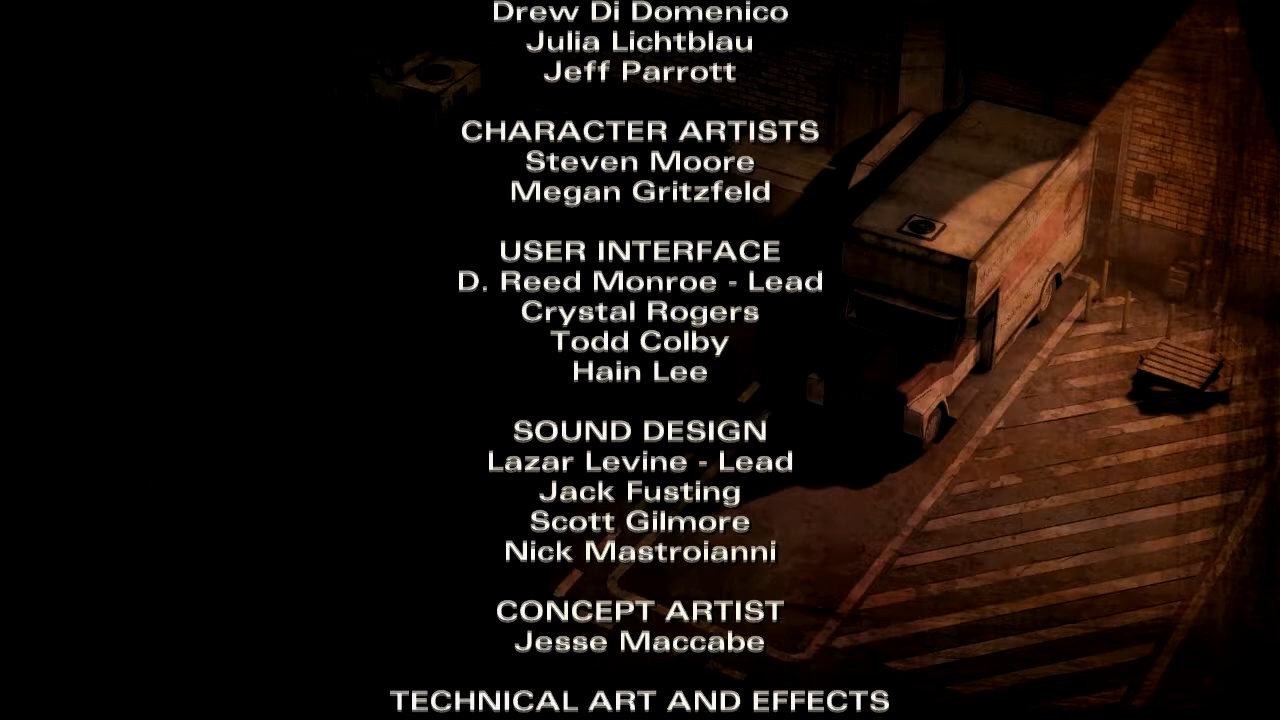 Drew Di Domenico
Julia Lichtblau
Jeff Parrott
CHARACTER ARTISTS
Steven Moore
Megan Gritzfeld
USER INTERFACE
D. Reed Monroe - Lead
Crystal Rogers
Todd Colby
Hain Lee
SOUND DESIGN
Lazar Levine - Lead
Jack Fusting
Scott Gilmore
Nick Mastroianni
CONCEPT ARTIST
Jesse Maccabe
TECHNICAL ART AND EFFECTS